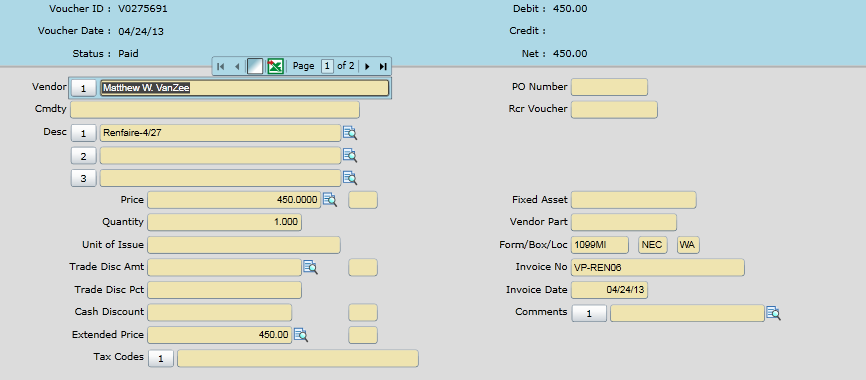 Voucher ID : V0275691 Debit : 450.00
Voucher Date : 04/24/13 Credit :
Status : Paid Net : 450.00
Page 1 of 2
Vendor 1 Matthew W. VanZee PO Number
Cmdty Rcr Voucher
Desc 1 Renfaire-4/27
2
3
Price 450.0000 Fixed Asset
Quantity 1.000 Vendor Part
Unit of Issue Form/Box/Loc 1099MI NEC WA
Trade Disc Amt Invoice No VP-REN06
Trade Disc Pct Invoice Date 04/24/13
Cash Discount Comments 1
Extended Price 450.00
Tax Codes 1